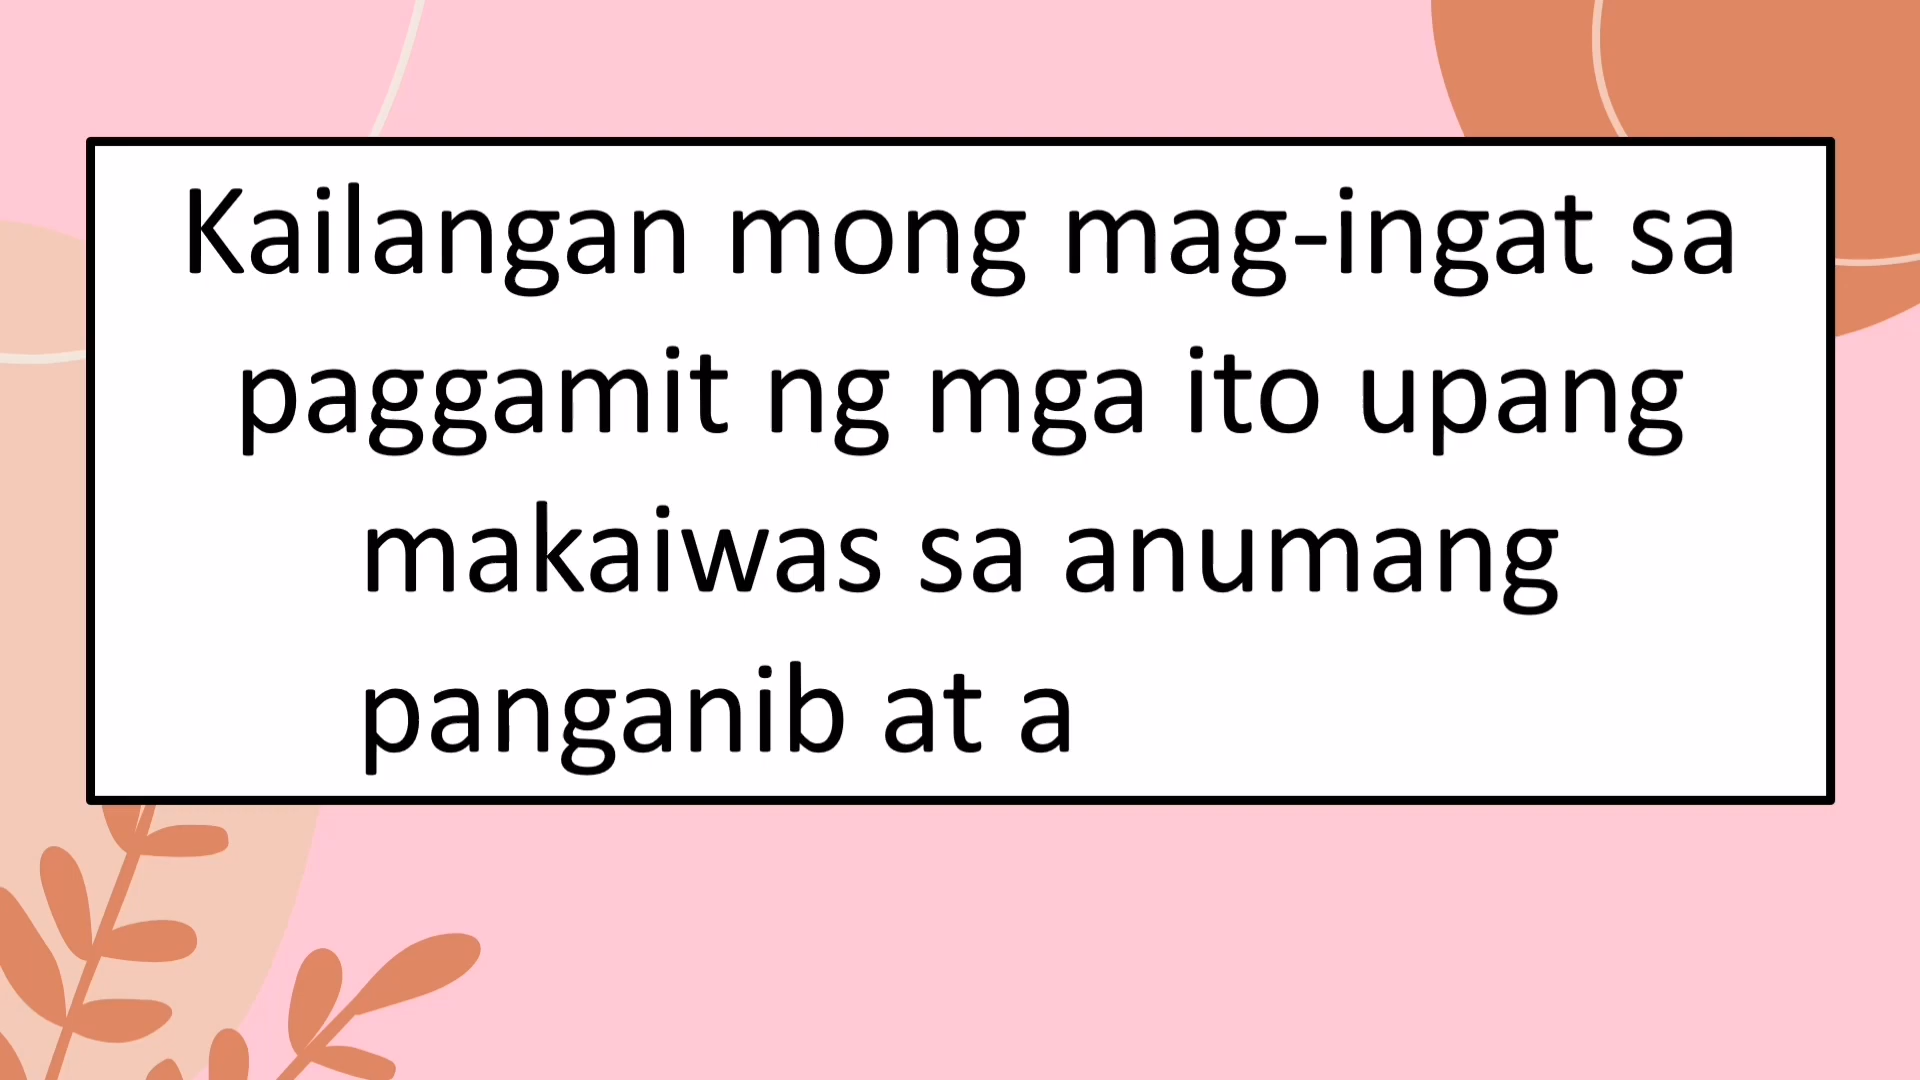 Kailangan mong mag-ingat sa
paggamit ng mga ito upang
makaiwas sa anumang
panganib at a